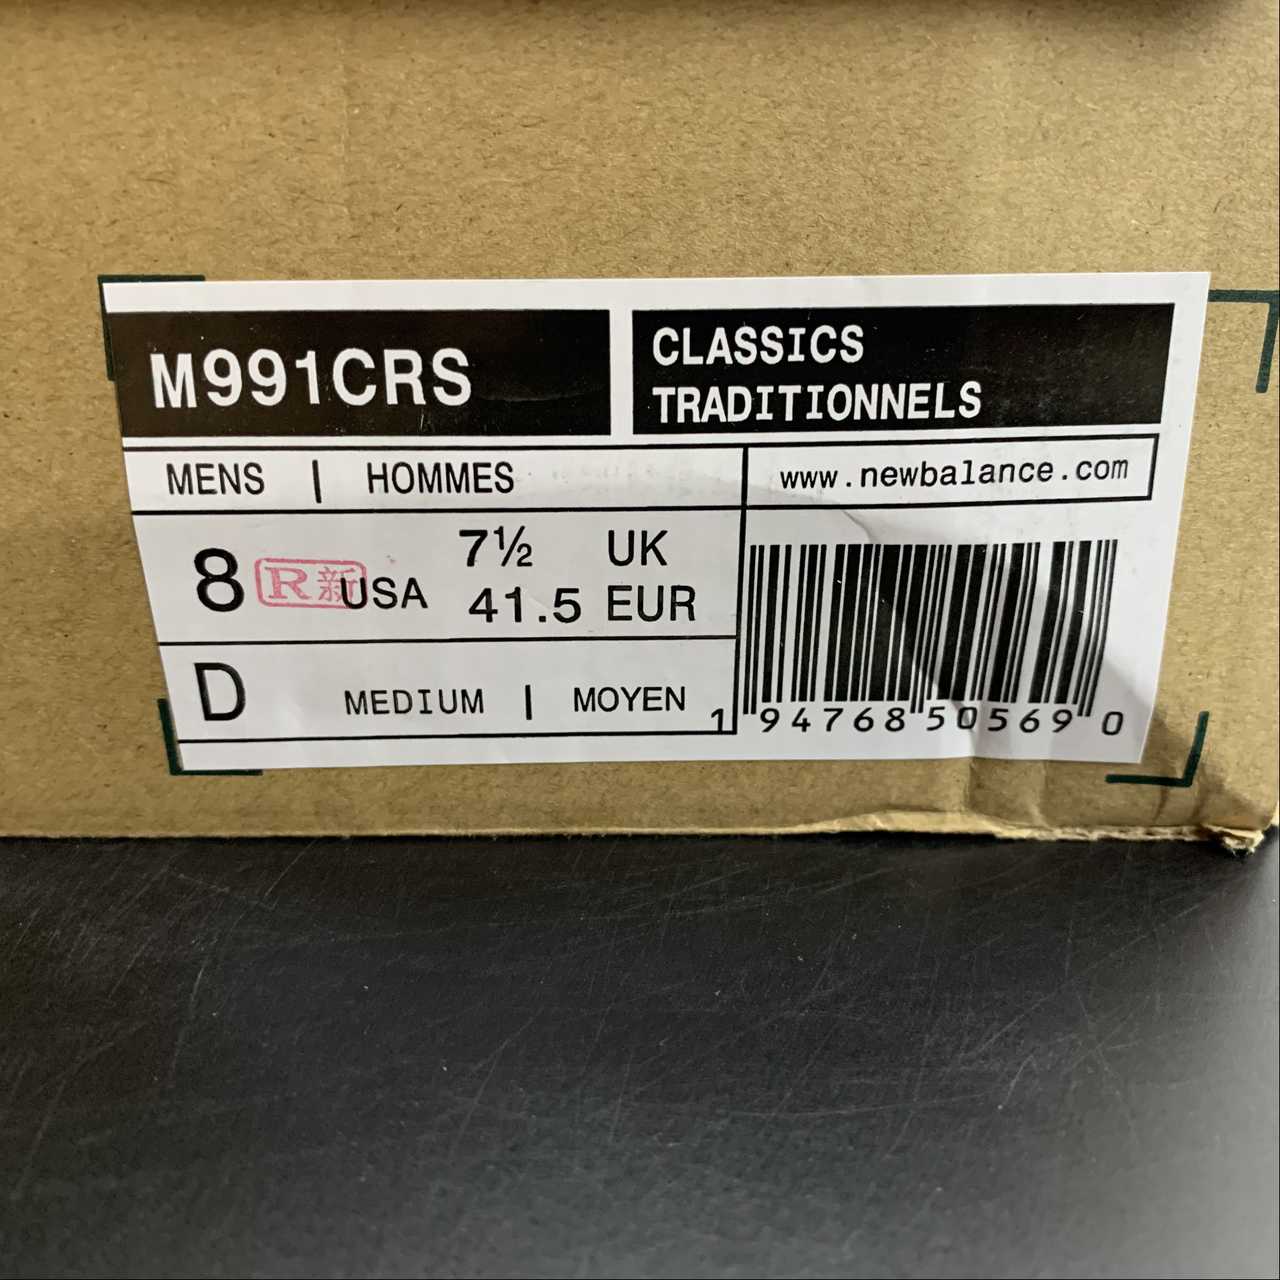 M991CRS
CLASSICS
TRADITIONNELS
MENS | HOMMES
www.newbalance.com
8 USA
R新
7½ UK
41.5 EUR
D MEDIUM | MOYEN
1 94768 50569 0